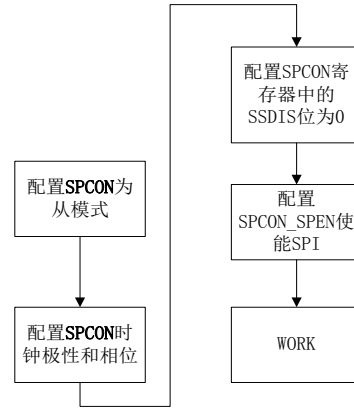 配置SPCON为
从模式
配置SPCON时
钟极性和相位
配置SPCON寄
存器中的
SSDIS位为0
配置
SPCON_SPEN使
能SPI
WORK